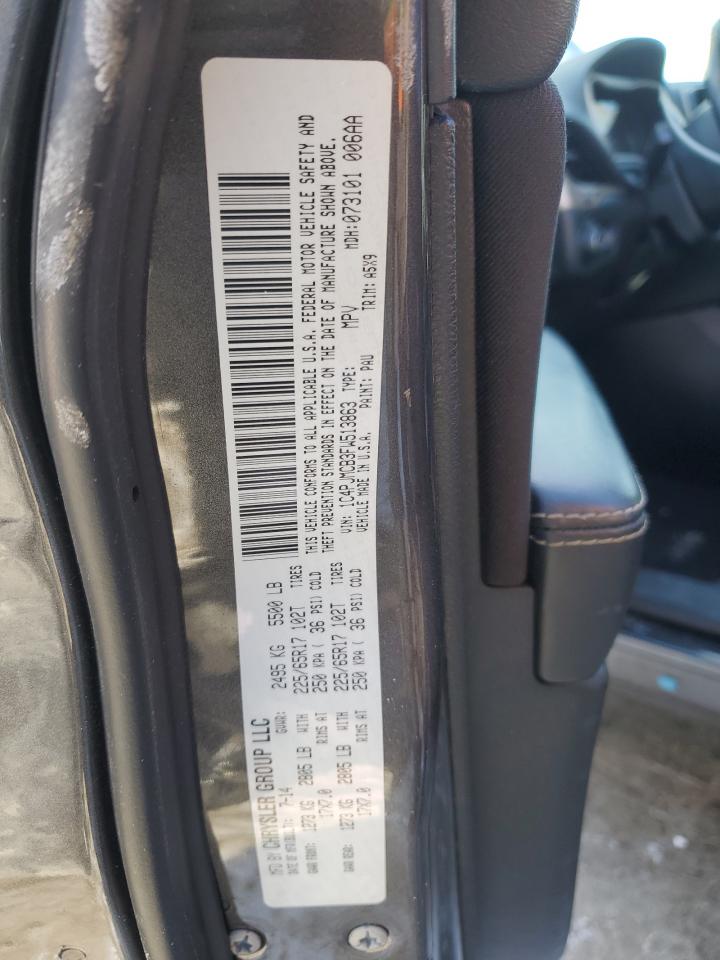 MFD BY CHRYSLER GROUP LLC
DATE OF MFR(BUILT): 7-14 GVWR: 2495 KG 5500 LB
GAWR FRONT: 1273 KG 2805 LB WITH 225/65R17 102T TIRES
17X7.0 RIMS AT 250 KPA ( 36 PSI) COLD
GAWR REAR: 1273 KG 2805 LB WITH 225/65R17 102T TIRES
17X7.0 RIMS AT 250 KPA ( 36 PSI) COLD
THIS VEHICLE CONFORMS TO ALL APPLICABLE U.S.A. FEDERAL MOTOR VEHICLE SAFETY AND
THEFT PREVENTION STANDARDS IN EFFECT ON THE DATE OF MANUFACTURE SHOWN ABOVE.
VIN: 1C4PJMCB3FW513863 TYPE: MPV MDH:073101 006AA
VEHICLE MADE IN U.S.A. PAINT: PAU TRIM: A5X9